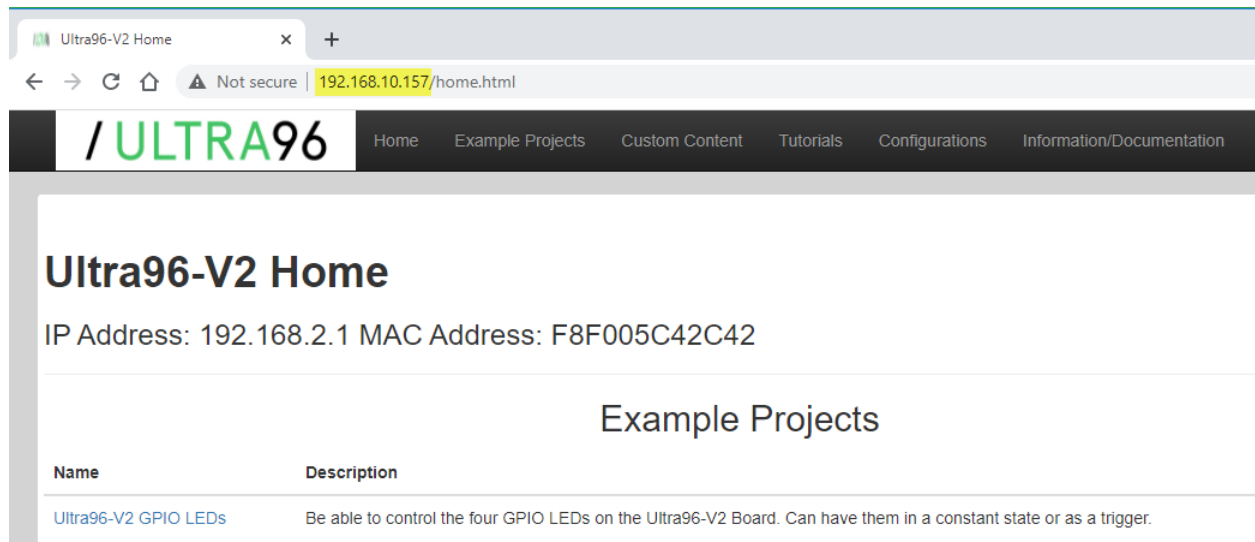 Ultra96-V2 Home
Not secure | 192.168.10.157/home.html
/ ULTRA96 Home Example Projects Custom Content Tutorials Configurations Information/Documentation
Ultra96-V2 Home
IP Address: 192.168.2.1 MAC Address: F8F005C42C42
Example Projects
Name Description
Ultra96-V2 GPIO LEDs Be able to control the four GPIO LEDs on the Ultra96-V2 Board. Can have them in a constant state or as a trigger.